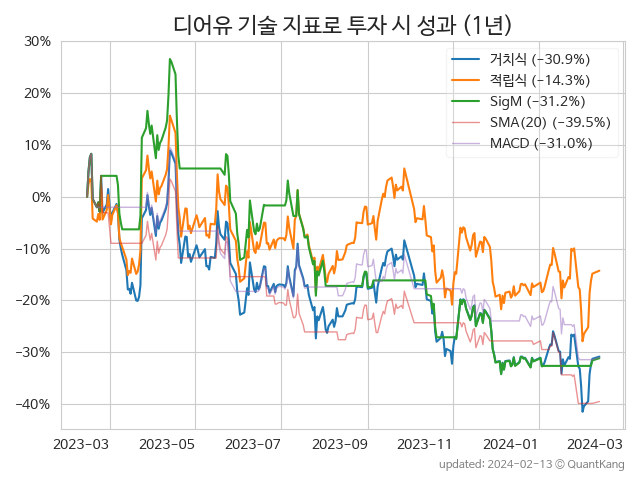 디어유 기술 지표로 투자 시 성과 (1년)
30%
20%
10%
0%
−10%
−20%
−30%
−40%
거치식 (−30.9%)
적립식 (−14.3%)
SigM (−31.2%)
SMA(20) (−39.5%)
MACD (−31.0%)
2023-03
2023-05
2023-07
2023-09
2023-11
2024-01
2024-03
updated: 2024-02-13 © QuantKang